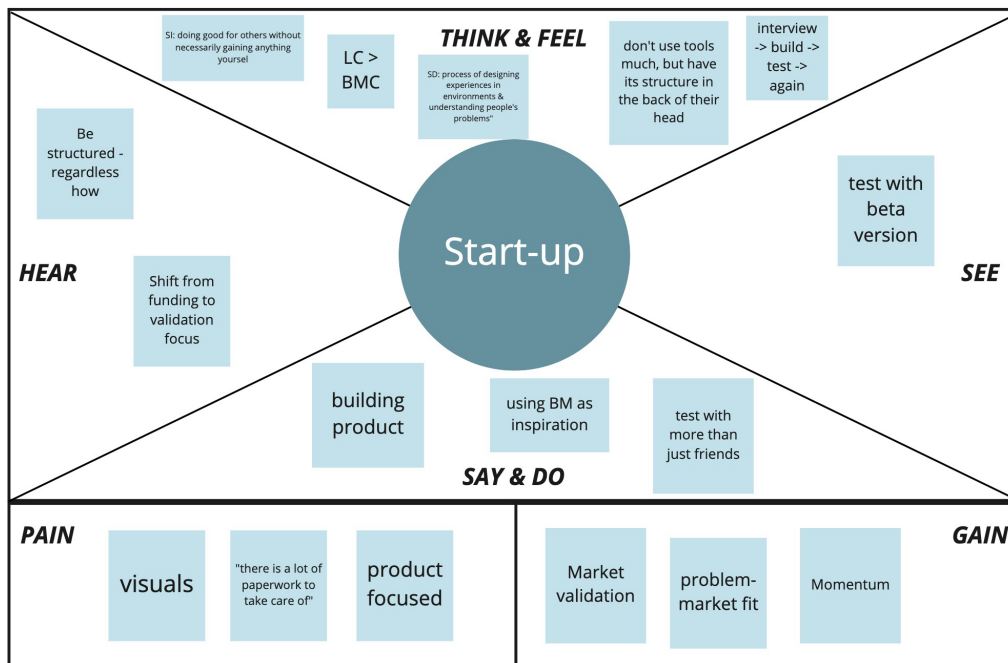 THINK & FEEL
SI: doing good for others without
necessarily gaining anything
yoursel
LC >
BMC
SD: process of designing
experiences in
environments &
understanding people's
problems"
don't use tools
much, but have
its structure in
the back of their
head
interview
-> build ->
test ->
again
HEAR
Be
structured -
regardless
how
Shift from
funding to
validation
focus
Start-up
SEE
test with
beta
version
building
product
using BM as
inspiration
test with
more than
just friends
SAY & DO
PAIN
visuals
"there is a lot of
paperwork to
take care of"
product
focused
GAIN
Market
validation
problem-
market fit
Momentum